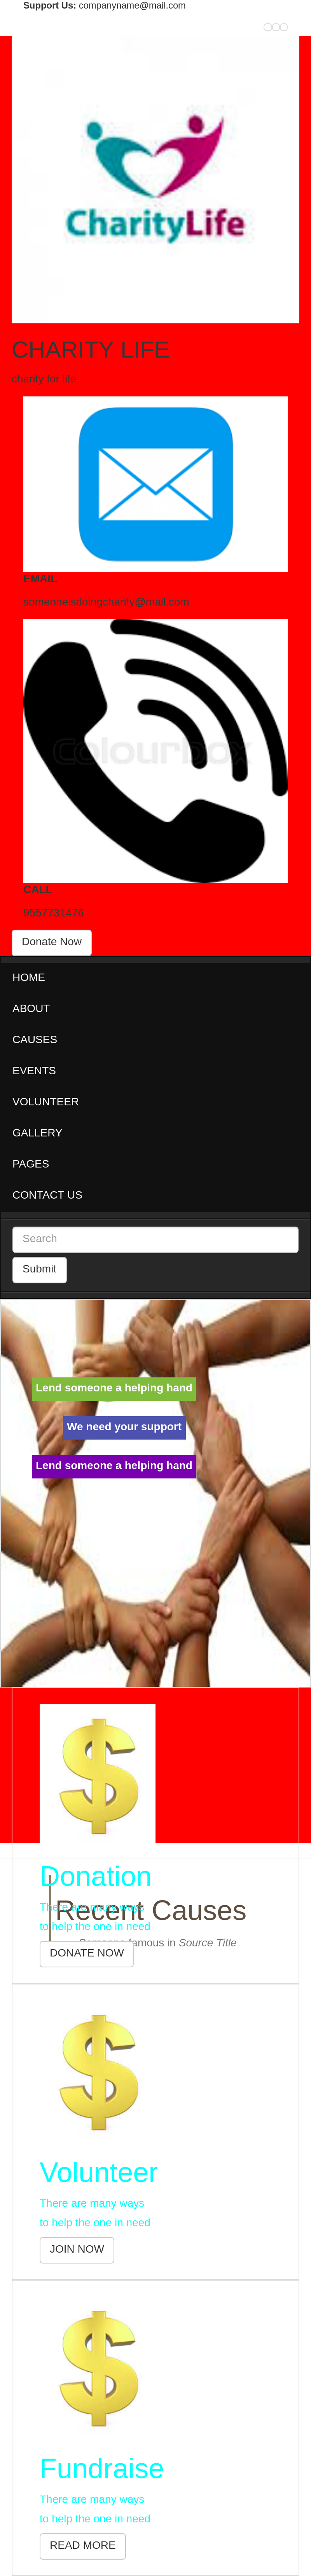 Support Us: companyname@mail.com
CharityLife
CHARITY LIFE
charity for life
EMAIL
someoneisdoingcharity@mail.com
colourbox
CALL
9557731476
Donate Now
HOME
ABOUT
CAUSES
EVENTS
VOLUNTEER
GALLERY
PAGES
CONTACT US
Search
Submit
Lend someone a helping hand
We need your support
Lend someone a helping hand
Donation
There are many ways
Recent Causes
to help the one in need
Someone famous in Source Title
DONATE NOW
Volunteer
There are many ways
to help the one in need
JOIN NOW
Fundraise
There are many ways
to help the one in need
READ MORE